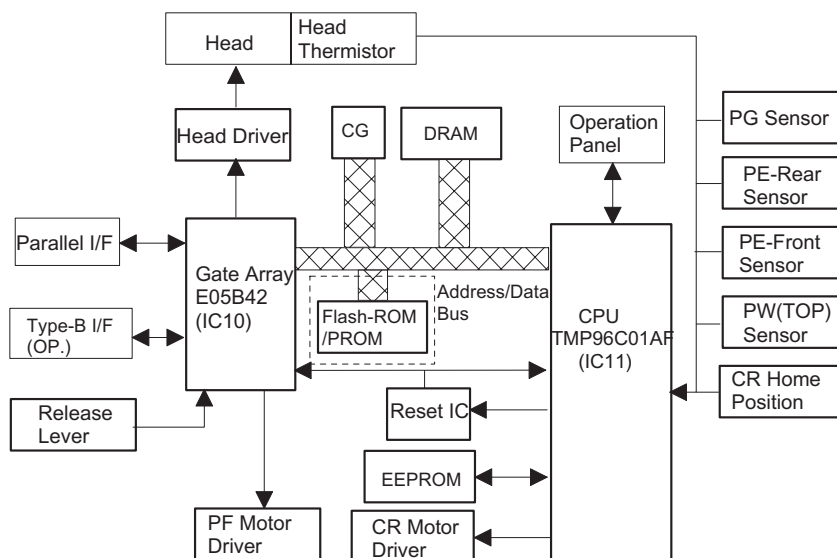 Head
Head
Thermistor
Head Driver
CG
DRAM
Operation
Panel
PG Sensor
PE-Rear
Sensor
PE-Front
Sensor
PW(TOP)
Sensor
CR Home
Position
Parallel I/F
Type-B I/F
(OP.)
Release
Lever
Gate Array
E05B42
(IC10)
Address/Data
Bus
Flash-ROM
/PROM
CPU
TMP96C01AF
(IC11)
Reset IC
EEPROM
PF Motor
Driver
CR Motor
Driver